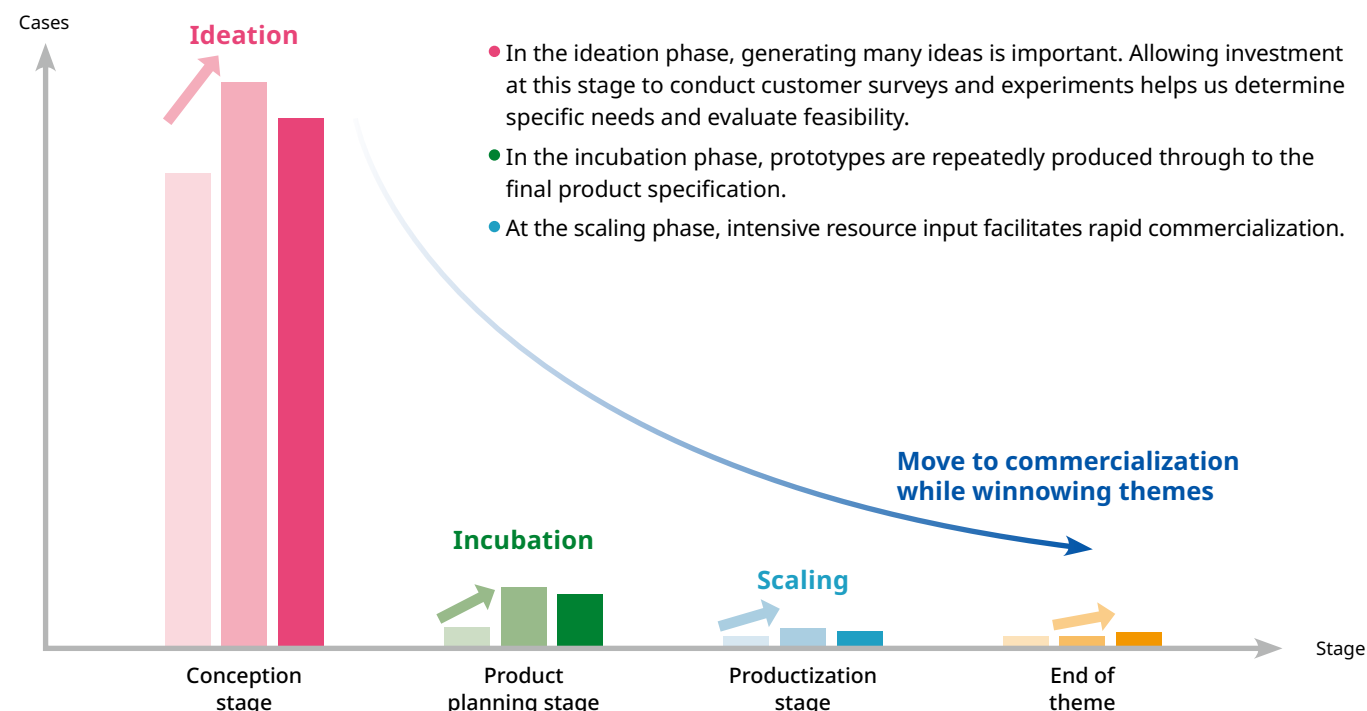 Cases
Ideation
• In the ideation phase, generating many ideas is important. Allowing investment
at this stage to conduct customer surveys and experiments helps us determine
specific needs and evaluate feasibility.
• In the incubation phase, prototypes are repeatedly produced through to the
final product specification.
• At the scaling phase, intensive resource input facilitates rapid commercialization.
Move to commercialization
while winnowing themes
Incubation
Scaling
Stage
Conception
stage
Product
planning stage
Productization
stage
End of
theme